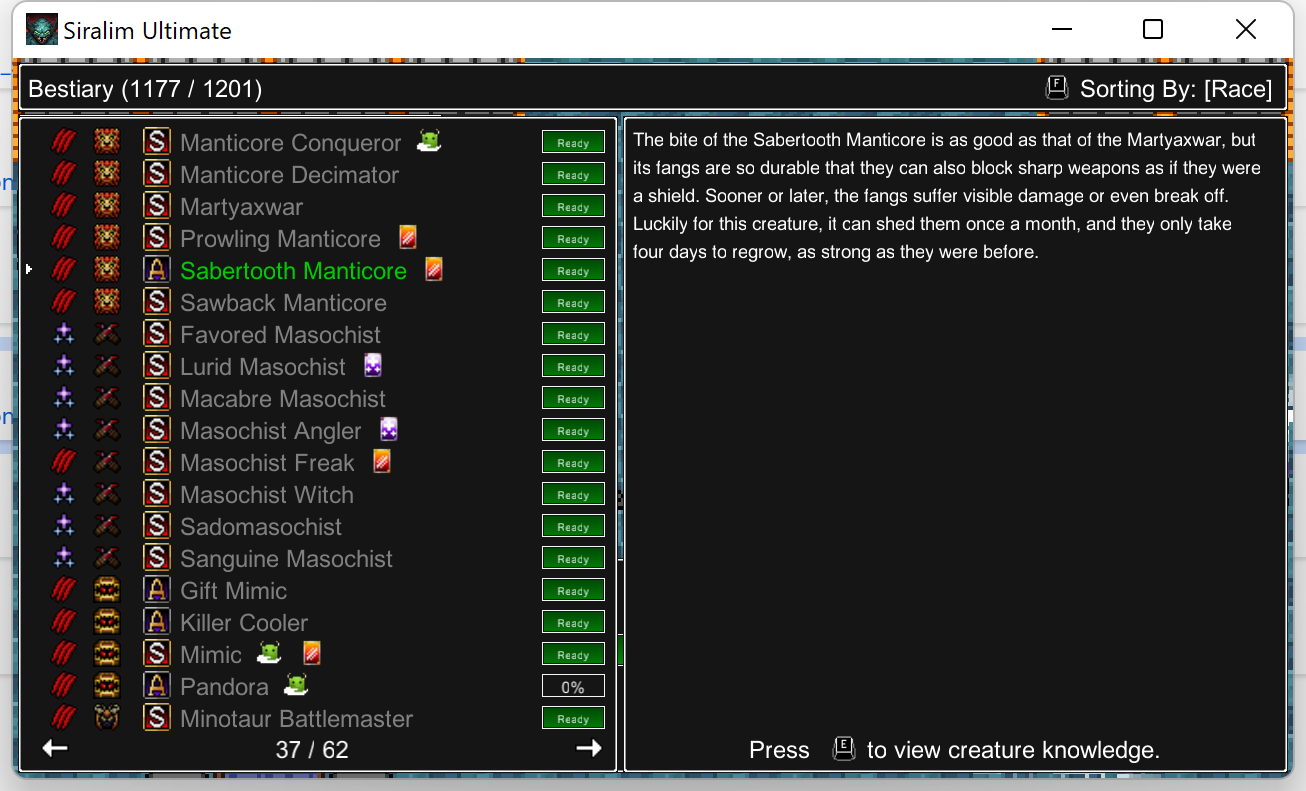 Siralim Ultimate
Bestiary (1177 / 1201)
F Sorting By: [Race]
S Manticore Conqueror Ready
S Manticore Decimator Ready
S Martyaxwar Ready
S Prowling Manticore Ready
A Sabertooth Manticore Ready
S Sawback Manticore Ready
S Favored Masochist Ready
S Lurid Masochist Ready
S Macabre Masochist Ready
S Masochist Angler Ready
S Masochist Freak Ready
S Masochist Witch Ready
S Sadomasochist Ready
S Sanguine Masochist Ready
A Gift Mimic Ready
A Killer Cooler Ready
S Mimic Ready
A Pandora 0%
S Minotaur Battlemaster Ready
37 / 62
The bite of the Sabertooth Manticore is as good as that of the Martyaxwar, but
its fangs are so durable that they can also block sharp weapons as if they were
a shield. Sooner or later, the fangs suffer visible damage or even break off.
Luckily for this creature, it can shed them once a month, and they only take
four days to regrow, as strong as they were before.
Press E to view creature knowledge.